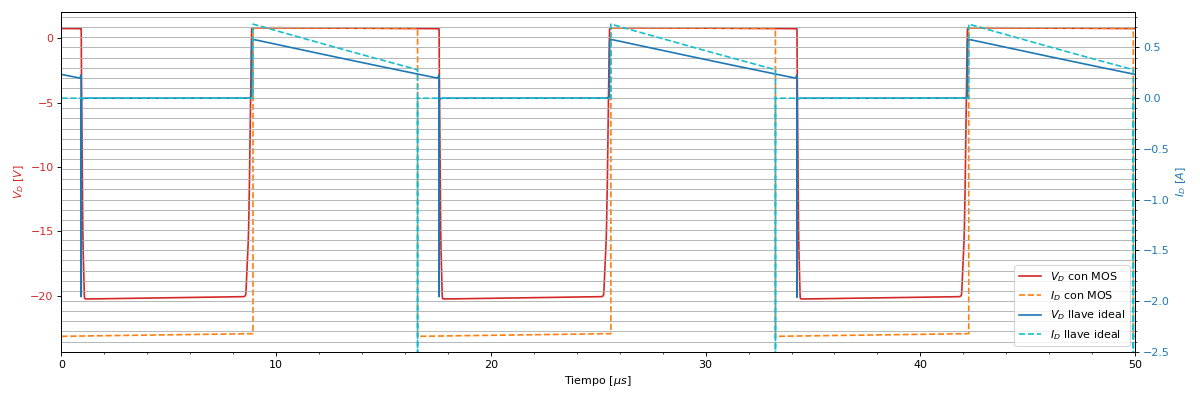 0
−5
−10
−15
−20
V_D [V]
0.5
0.0
−0.5
−1.0
−1.5
−2.0
−2.5
I_D [A]
V_D con MOS
I_D con MOS
V_D llave ideal
I_D llave ideal
0 10 20 30 40 50
Tiempo [μs]